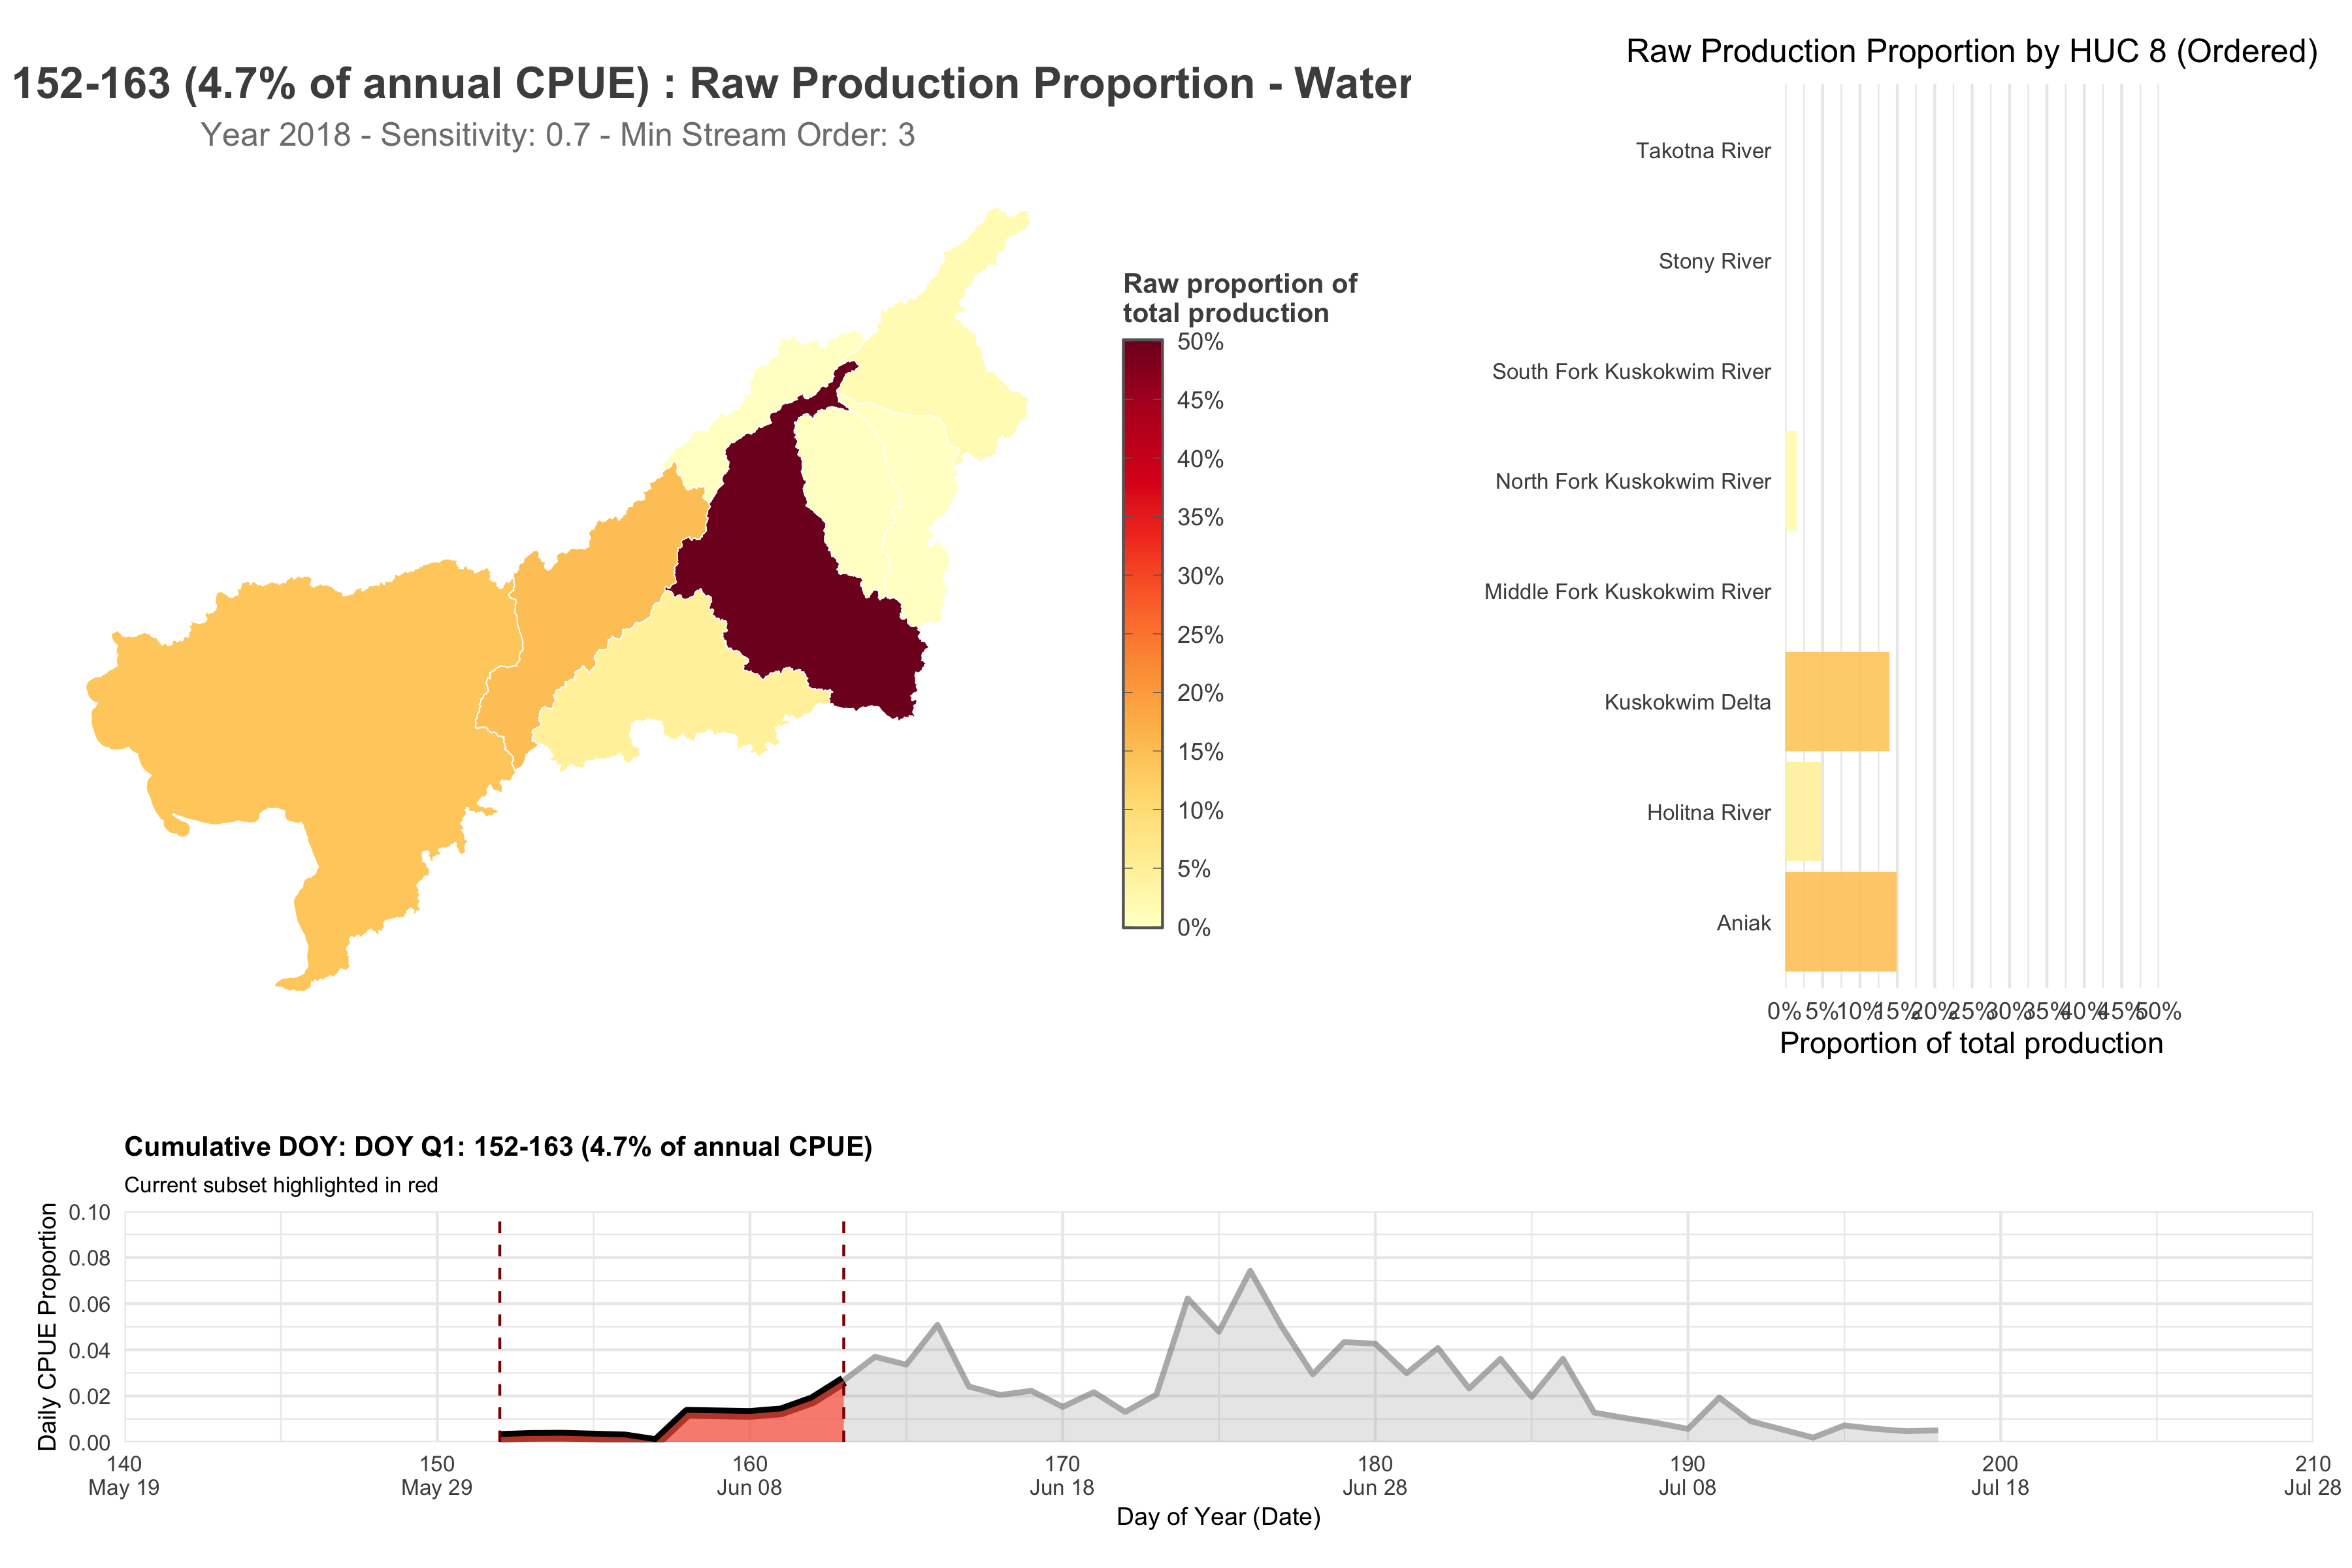 152-163 (4.7% of annual CPUE) : Raw Production Proportion - Water
Year 2018 - Sensitivity: 0.7 - Min Stream Order: 3
Raw proportion of
total production
50%
45%
40%
35%
30%
25%
20%
15%
10%
5%
0%
Raw Production Proportion by HUC 8 (Ordered)
Takotna River
Stony River
South Fork Kuskokwim River
North Fork Kuskokwim River
Middle Fork Kuskokwim River
Kuskokwim Delta
Holitna River
Aniak
0% 5% 10% 15% 20% 25% 30% 35% 40% 45% 50%
Proportion of total production
Cumulative DOY: DOY Q1: 152-163 (4.7% of annual CPUE)
Current subset highlighted in red
Daily CPUE Proportion
0.10
0.08
0.06
0.04
0.02
0.00
140 150 160 170 180 190 200 210
May 19 May 29 Jun 08 Jun 18 Jun 28 Jul 08 Jul 18 Jul 28
Day of Year (Date)